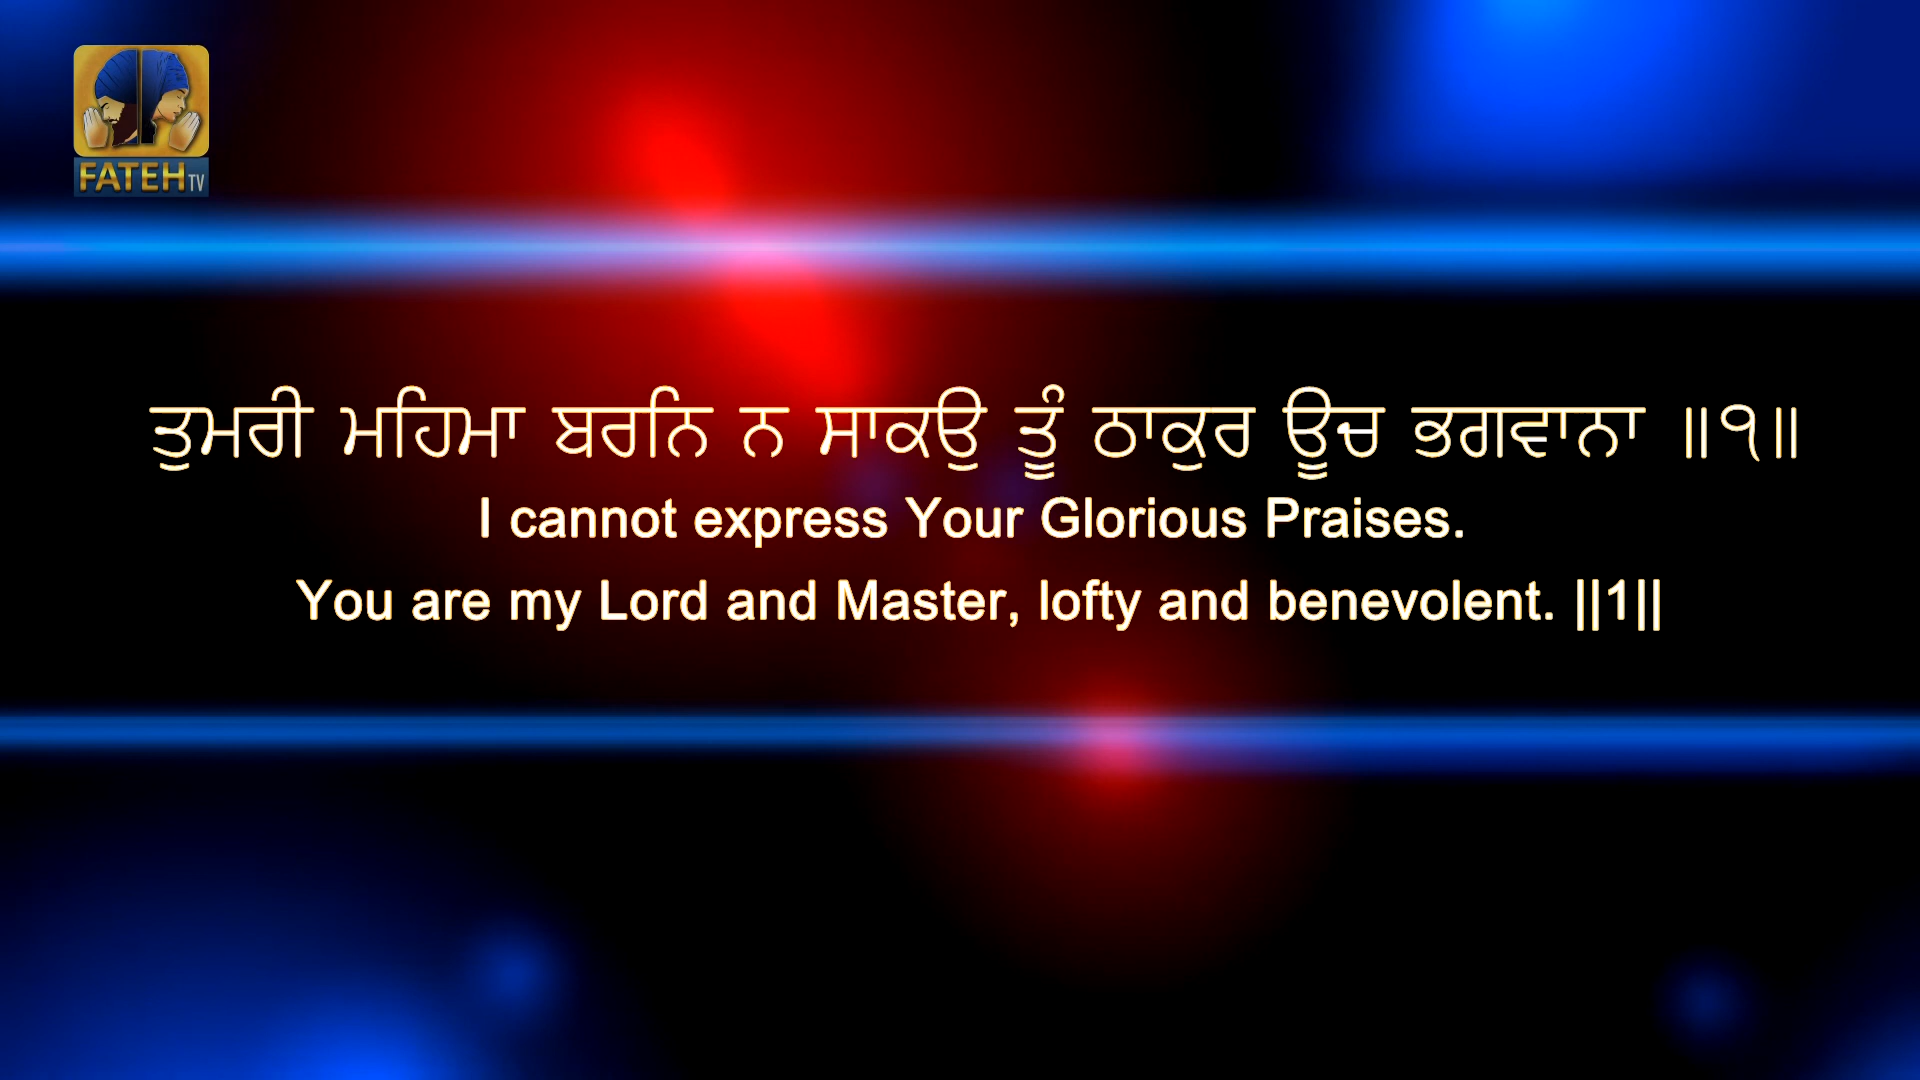 FATEH TV
ਤੁਮਰੀ ਮਹਿਮਾ ਬਰਨਿ ਨ ਸਾਕਉ ਤੂੰ ਠਾਕੁਰ ਊਚ ਭਗਵਾਨਾ ॥੧॥
I cannot express Your Glorious Praises.
You are my Lord and Master, lofty and benevolent. ||1||